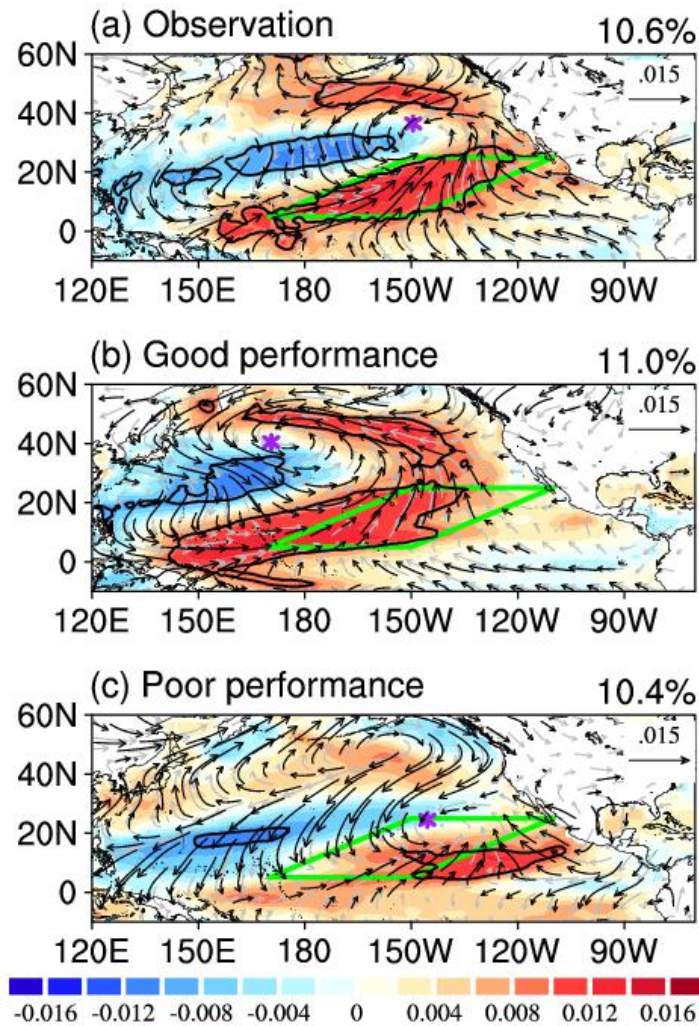 (a) Observation 10.6%
.015
60N
40N
20N
0
120E 150E 180 150W 120W 90W
(b) Good performance 11.0%
.015
60N
40N
20N
0
120E 150E 180 150W 120W 90W
(c) Poor performance 10.4%
.015
60N
40N
20N
0
120E 150E 180 150W 120W 90W
-0.016 -0.012 -0.008 -0.004 0 0.004 0.008 0.012 0.016